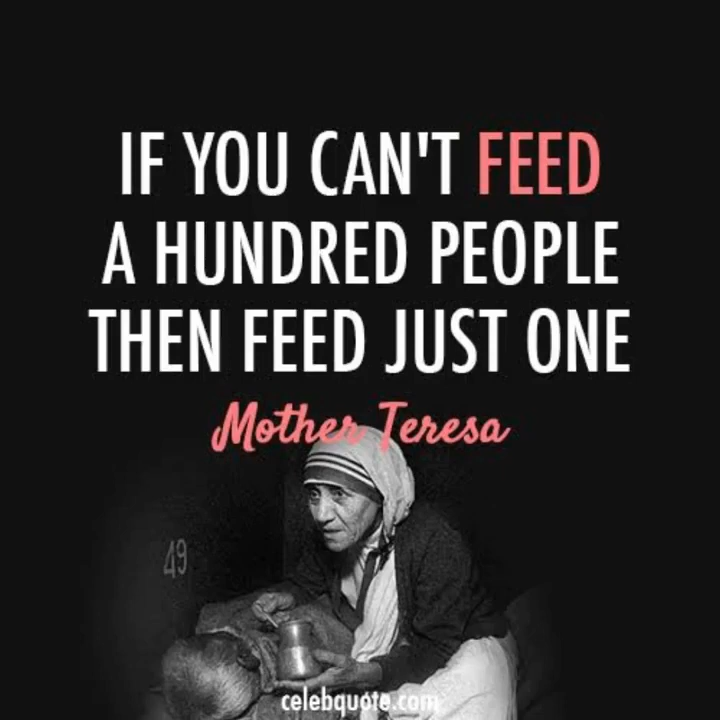 IF YOU CAN'T FEED
A HUNDRED PEOPLE
THEN FEED JUST ONE
Mother Teresa
49
celebquote.com